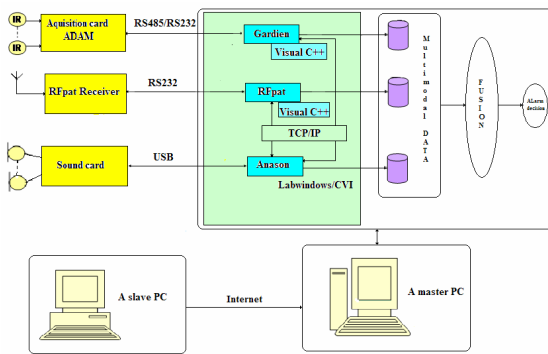 IR
IR
Aquisition card
ADAM
RS485/RS232
Gardien
Visual C++
RFpat Receiver
RS232
RFpat
Visual C++
TCP/IP
Sound card
USB
Anason
Labwindows/CVI
Multimodal
DATA
FUSION
ALarm
decision
A slave PC
Internet
A master PC